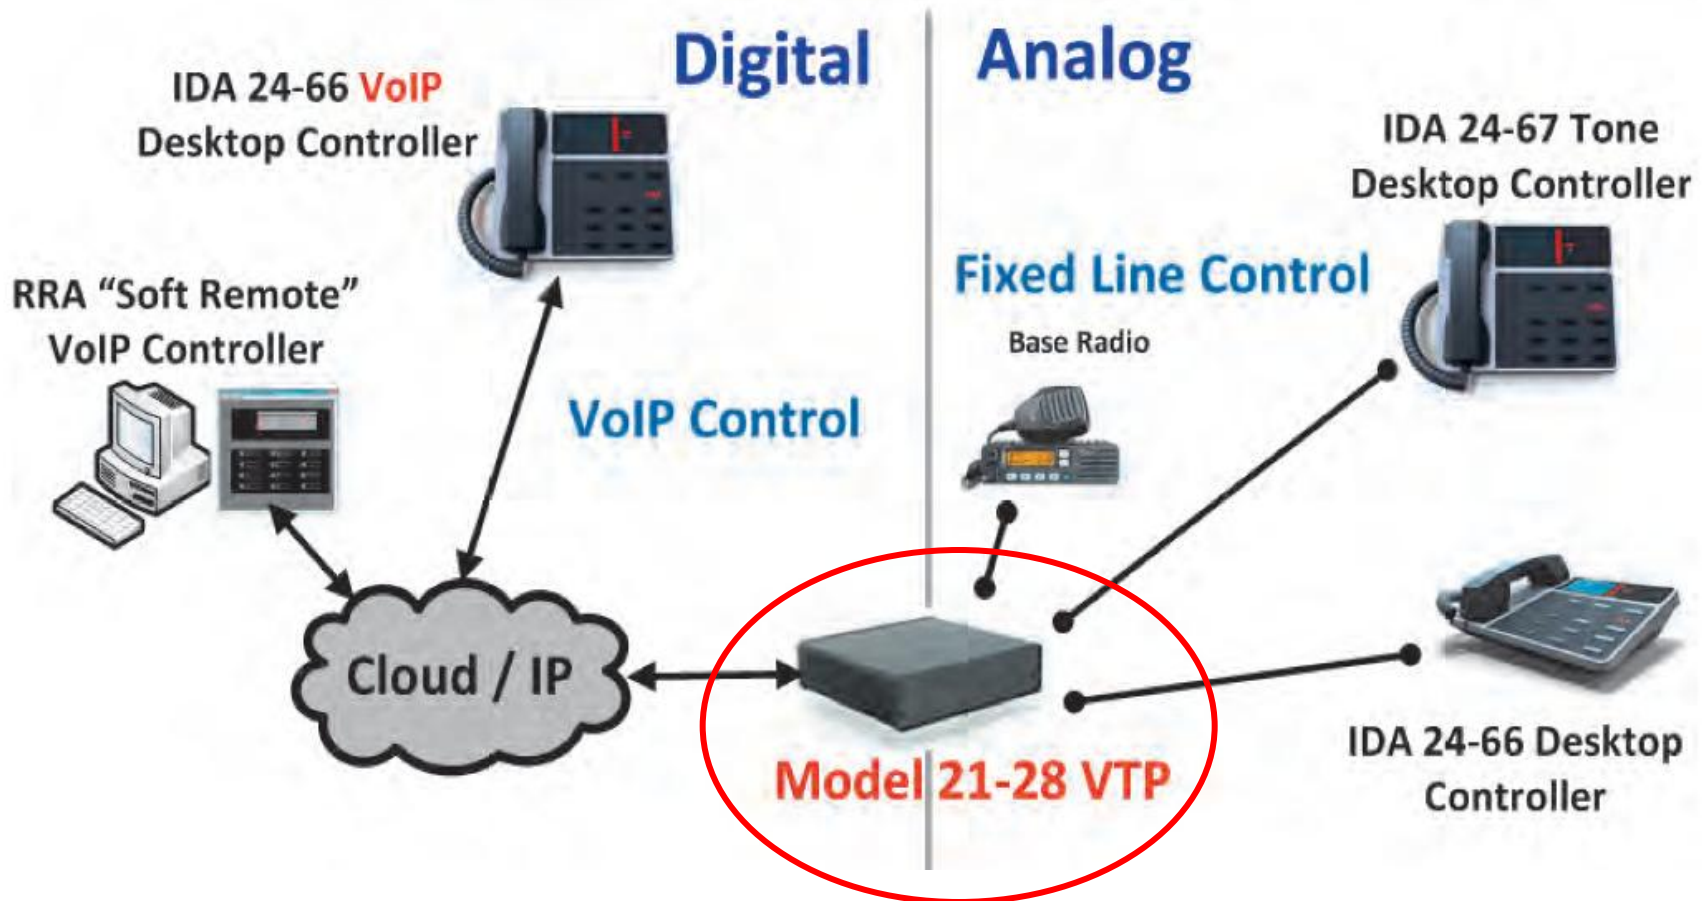 Digital
Analog
IDA 24-66 VoIP
Desktop Controller
IDA 24-67 Tone
Desktop Controller
RRA “Soft Remote”
VoIP Controller
Fixed Line Control
Base Radio
VoIP Control
Cloud / IP
Model 21-28 VTP
IDA 24-66 Desktop
Controller